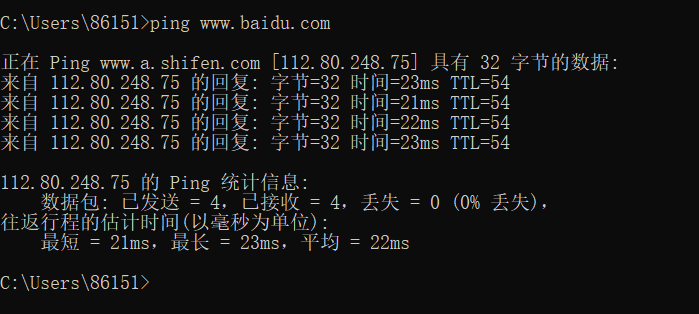 C:\Users\86151>ping www.baidu.com
正在 Ping www.a.shifen.com [112.80.248.75] 具有 32 字节的数据:
来自 112.80.248.75 的回复: 字节=32 时间=23ms TTL=54
来自 112.80.248.75 的回复: 字节=32 时间=21ms TTL=54
来自 112.80.248.75 的回复: 字节=32 时间=22ms TTL=54
来自 112.80.248.75 的回复: 字节=32 时间=23ms TTL=54
112.80.248.75 的 Ping 统计信息:
数据包: 已发送 = 4，已接收 = 4，丢失 = 0 (0% 丢失)，
往返行程的估计时间(以毫秒为单位):
最短 = 21ms，最长 = 23ms，平均 = 22ms
C:\Users\86151>